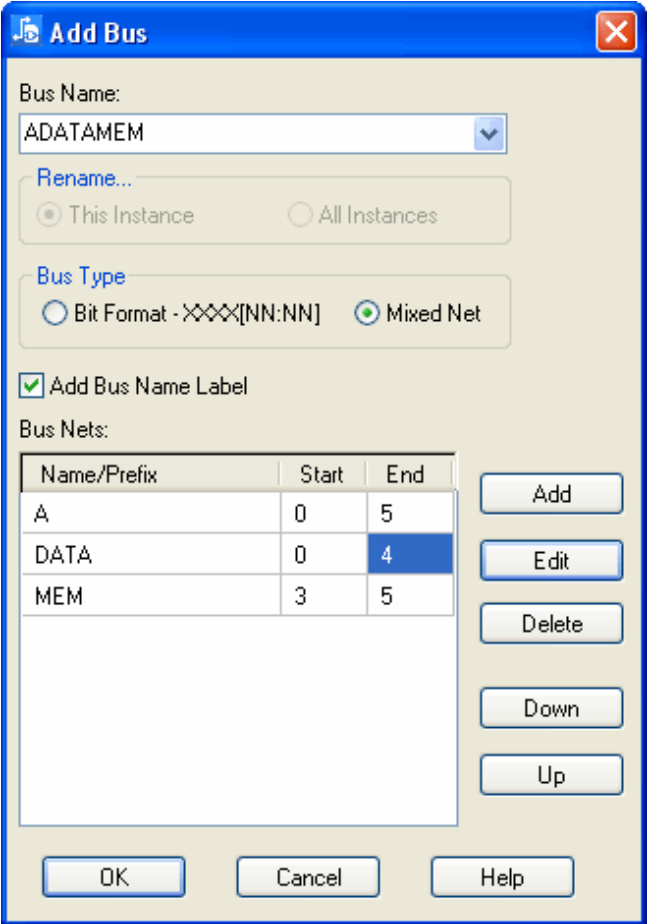 Add Bus
Bus Name:
ADATAMEM
Rename...
This Instance All Instances
Bus Type
Bit Format - XXXX[NN:NN] Mixed Net
Add Bus Name Label
Bus Nets:
Name/Prefix Start End
A 0 5
DATA 0 4
MEM 3 5
Add
Edit
Delete
Down
Up
OK Cancel Help